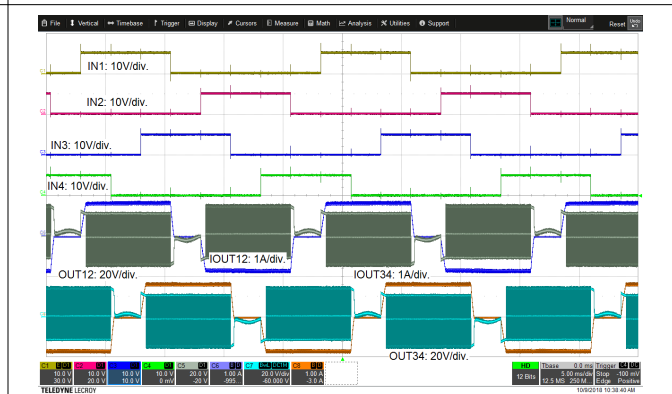 File Vertical Timebase Trigger Display Cursors Measure Math Analysis Utilities Support Normal Reset Undo
IN1: 10V/div.
IN2: 10V/div.
IN3: 10V/div.
IN4: 10V/div.
IOUT12: 1A/div.
OUT12: 20V/div.
IOUT34: 1A/div.
OUT34: 20V/div.
C1 C4 C5 C6 C7 C8 HD Tbase 0.0 ms Trigger
10.0 V 10.0 V 10.0 V 10.0 V 20.0 V 1.00 A 20.0 V/div 1.00 A 12 Bits 5.00 ms/div Stop -100 mV
30.0 V 20.0 V 10.0 V 0 mV -20 V -995. -60.000 V -3.0 A 12.5 MS 250 M Edge Positive
TELEDYNE LECROY 10/9/2018 10:38:40 AM